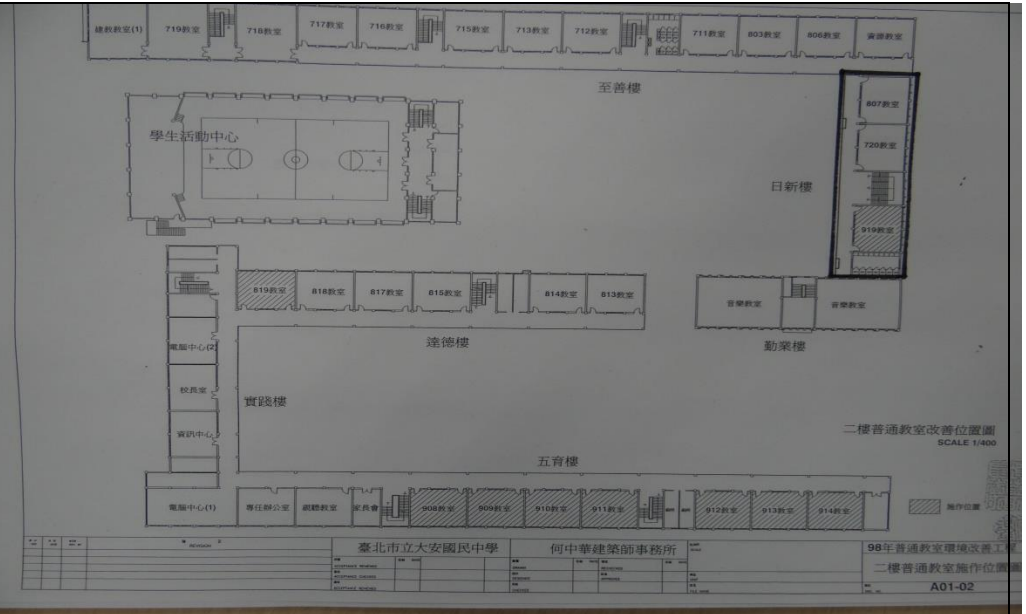 建教教室(1)
719教室
718教室
717教室
716教室
715教室
713教室
712教室
711教室
803教室
806教室
資源教室
至善樓
學生活動中心
807教室
720教室
919教室
日新樓
819教室
818教室
817教室
815教室
814教室
813教室
達德樓
音樂教室
音樂教室
勤業樓
電腦中心(2)
校長室
資訊中心
實踐樓
二樓普通教室改善位置圖
SCALE 1/400
五育樓
電腦中心(1)
專任辦公室
視聽教室
家長會
908教室
909教室
910教室
911教室
912教室
913教室
914教室
施作位置
REVISION
臺北市立大安國民中學
何中華建築師事務所
98年普通教室環境改善工程
二樓普通教室施作位置圖
A01-02